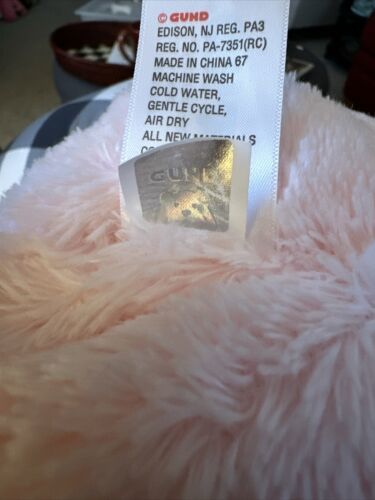 © GUND
EDISON, NJ REG. PA3
REG. NO. PA-7351(RC)
MADE IN CHINA 67
MACHINE WASH
COLD WATER,
GENTLE CYCLE,
AIR DRY
ALL NEW MATERIALS
GUND